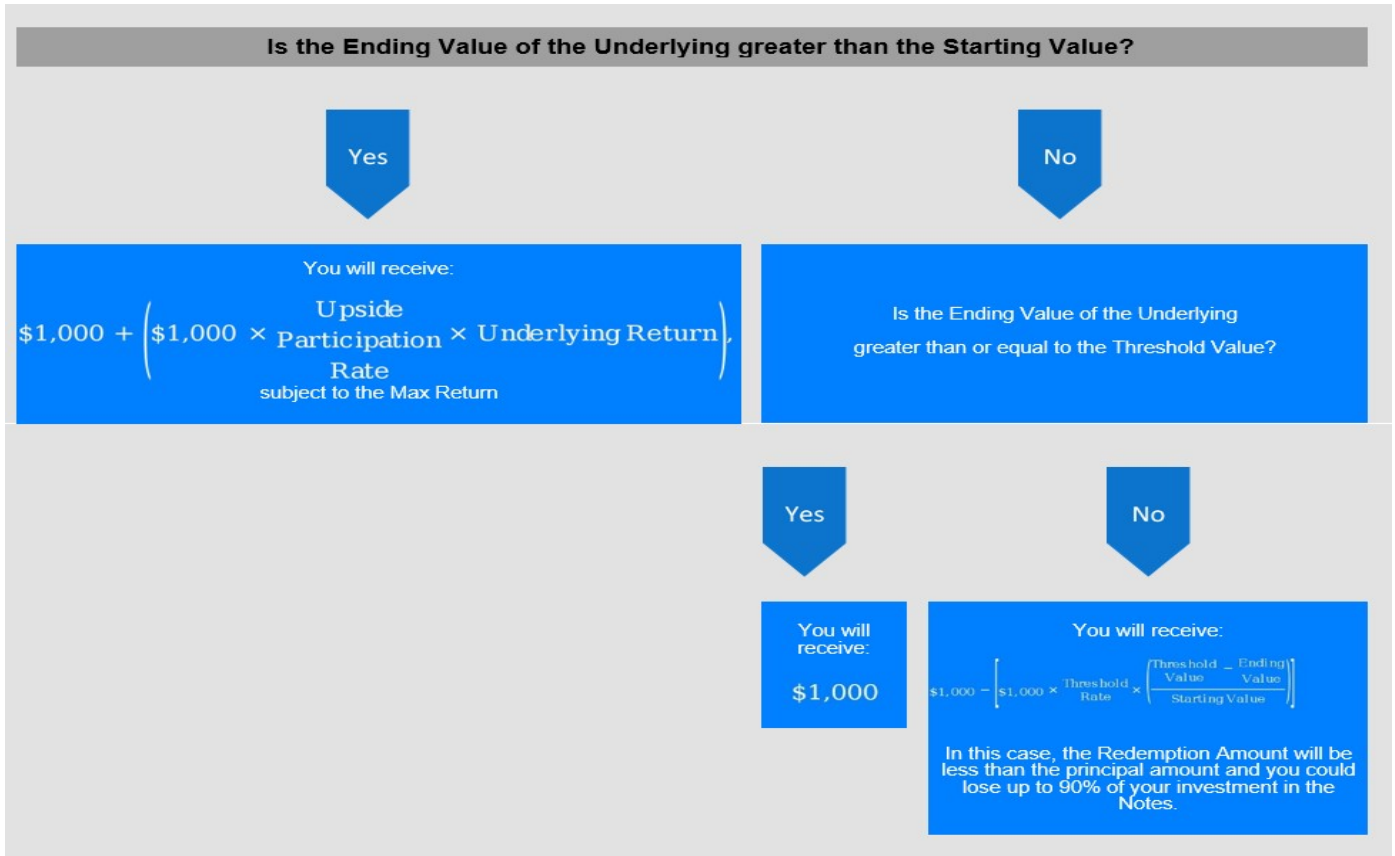 Is the Ending Value of the Underlying greater than the Starting Value?
Yes
No
You will receive:
$1,000 + ($1,000 × Upside Participation Rate × Underlying Return),
subject to the Max Return
Is the Ending Value of the Underlying
greater than or equal to the Threshold Value?
Yes
No
You will
receive:
$1,000
You will receive:
$1,000 − [$1,000 × Threshold Rate × ((Threshold Value − Ending Value) / Starting Value)]
In this case, the Redemption Amount will be
less than the principal amount and you could
lose up to 90% of your investment in the
Notes.